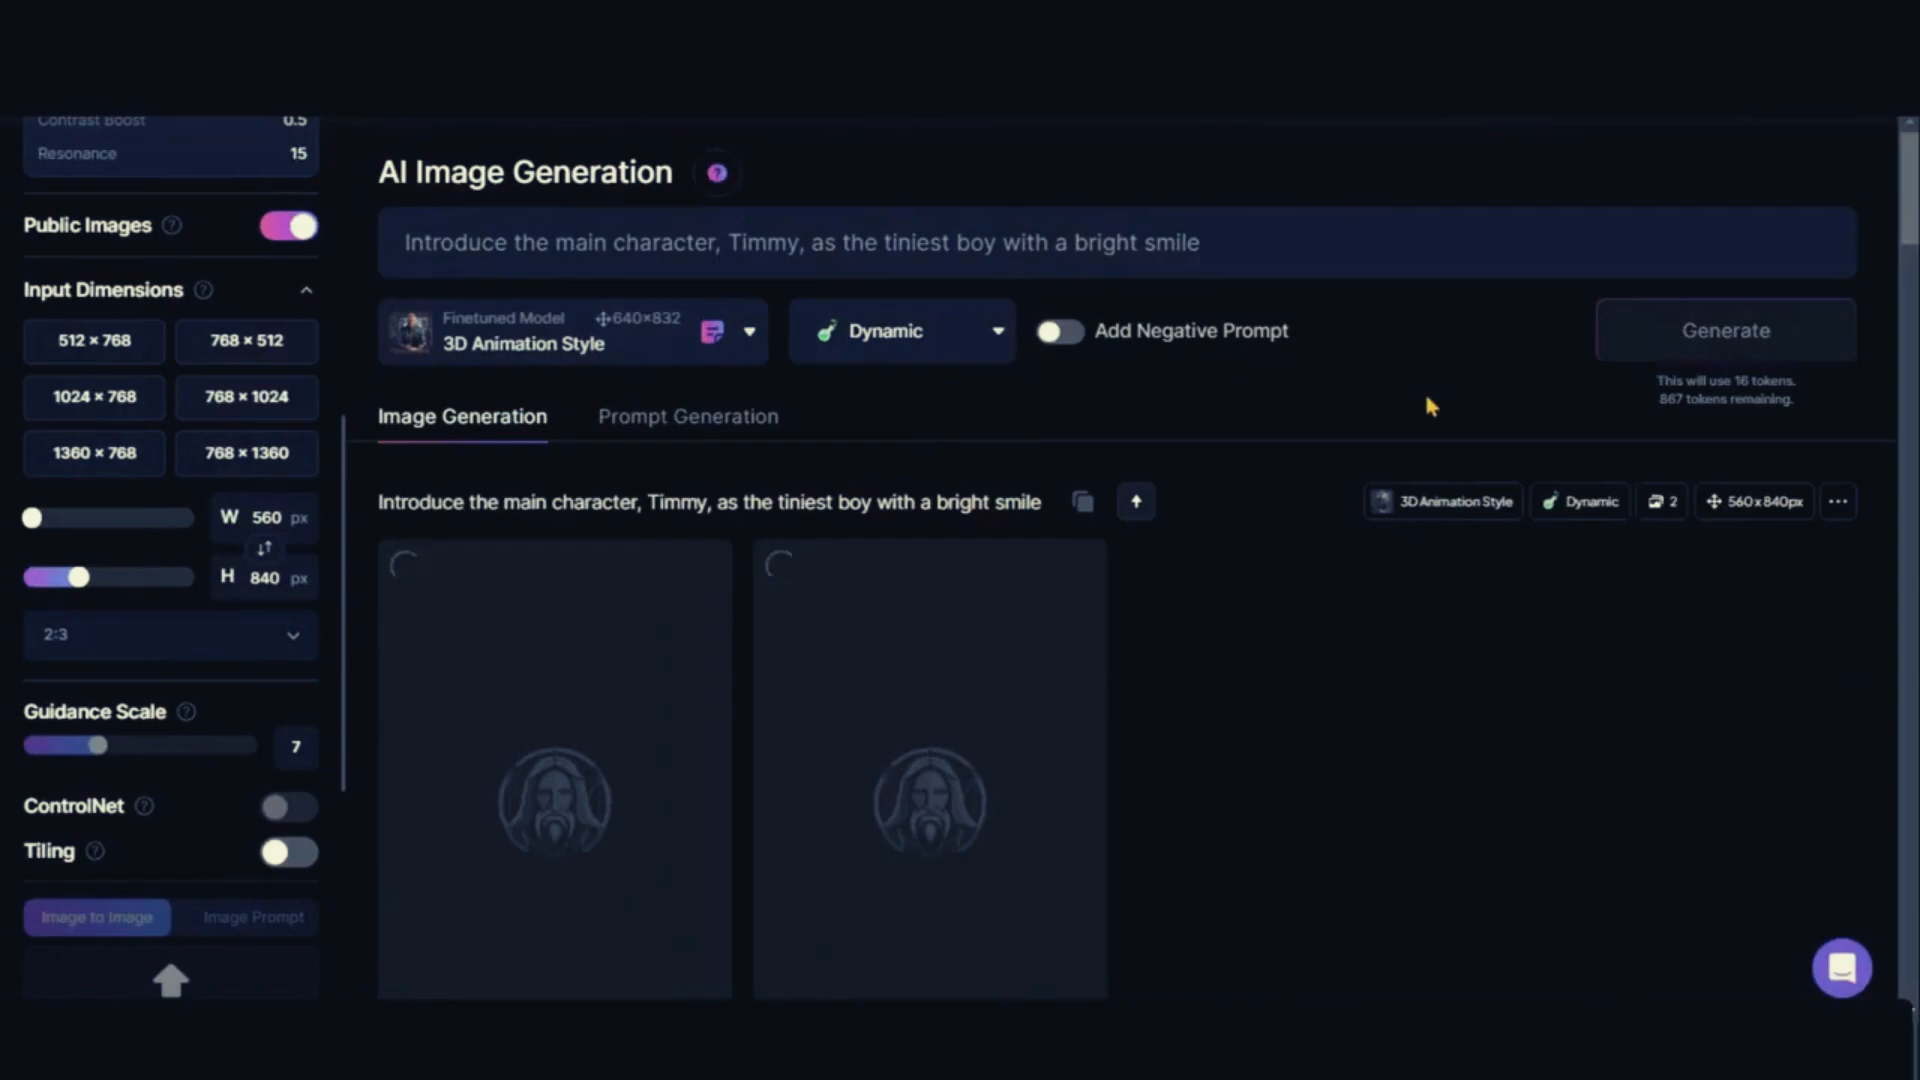 Contrast Boost 0.5
Resonance 15
Public Images ?
Input Dimensions ?
512 × 768 768 × 512
1024 × 768 768 × 1024
1360 × 768 768 × 1360
W 560 px
H 840 px
2:3
Guidance Scale ?
7
ControlNet ?
Tiling ?
Image to Image Image Prompt
AI Image Generation ?
Introduce the main character, Timmy, as the tiniest boy with a bright smile
Finetuned Model 640×832
3D Animation Style
Dynamic
Add Negative Prompt
Generate
This will use 16 tokens.
867 tokens remaining.
Image Generation Prompt Generation
Introduce the main character, Timmy, as the tiniest boy with a bright smile
3D Animation Style Dynamic 2 560x840px